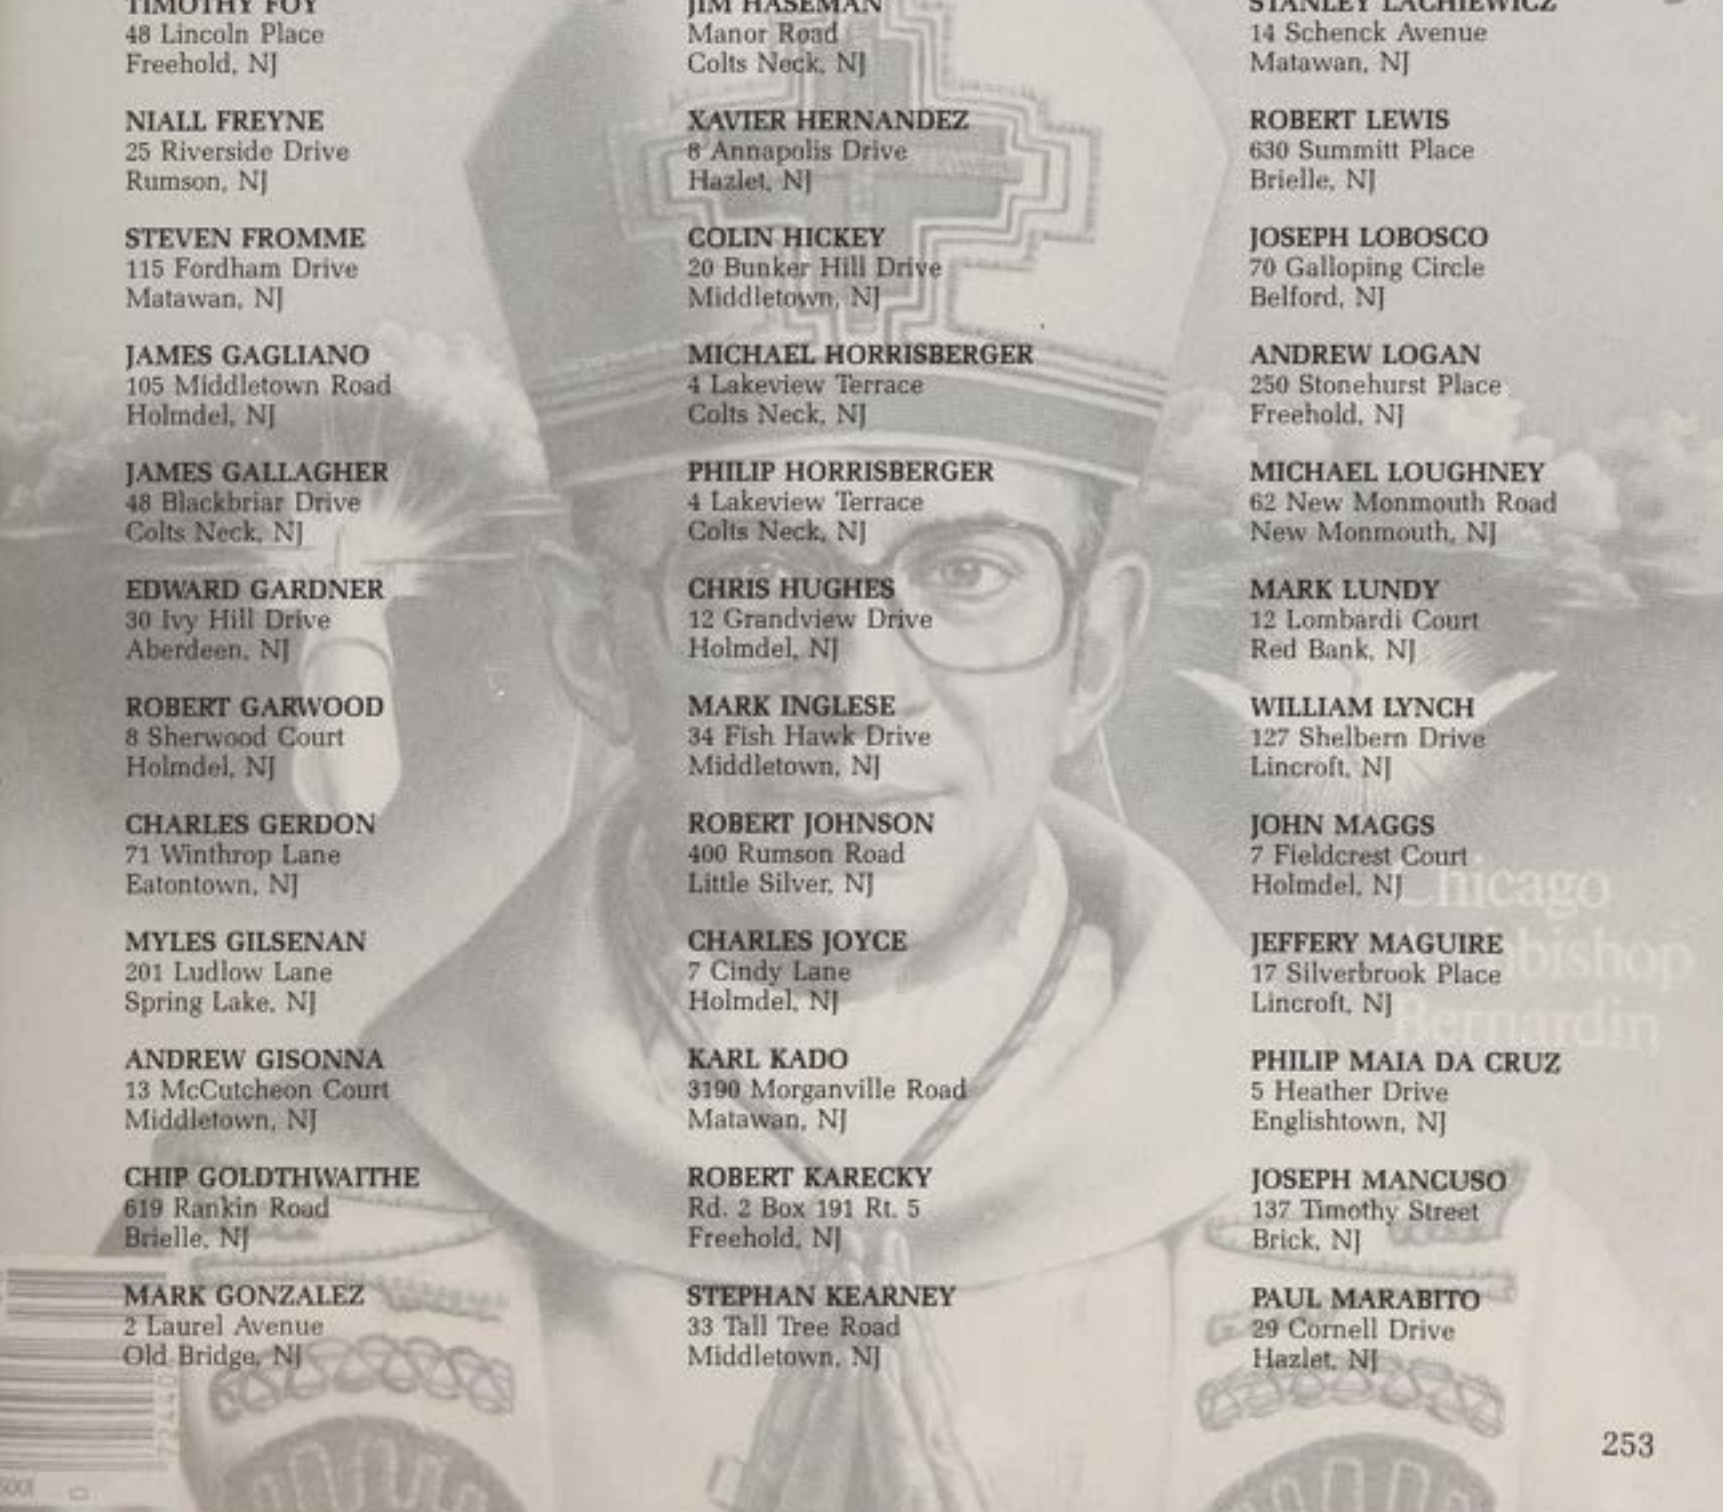 TIMOTHY FOY
48 Lincoln Place
Freehold, NJ
NIALL FREYNE
25 Riverside Drive
Rumson, NJ
STEVEN FROMME
115 Fordham Drive
Matawan, NJ
JAMES GAGLIANO
105 Middletown Road
Holmdel, NJ
JAMES GALLAGHER
48 Blackbriar Drive
Colts Neck, NJ
EDWARD GARDNER
30 Ivy Hill Drive
Aberdeen, NJ
ROBERT GARWOOD
8 Sherwood Court
Holmdel, NJ
CHARLES GERDON
71 Winthrop Lane
Eatontown, NJ
MYLES GILSENAN
201 Ludlow Lane
Spring Lake, NJ
ANDREW GISONNA
13 McCutcheon Court
Middletown, NJ
CHIP GOLDTHWAITHE
619 Rankin Road
Brielle, NJ
MARK GONZALEZ
2 Laurel Avenue
Old Bridge, NJ
JIM HASEMAN
Manor Road
Colts Neck, NJ
XAVIER HERNANDEZ
8 Annapolis Drive
Hazlet, NJ
COLIN HICKEY
20 Bunker Hill Drive
Middletown, NJ
MICHAEL HORRISBERGER
4 Lakeview Terrace
Colts Neck, NJ
PHILIP HORRISBERGER
4 Lakeview Terrace
Colts Neck, NJ
CHRIS HUGHES
12 Grandview Drive
Holmdel, NJ
MARK INGLESE
34 Fish Hawk Drive
Middletown, NJ
ROBERT JOHNSON
400 Rumson Road
Little Silver, NJ
CHARLES JOYCE
7 Cindy Lane
Holmdel, NJ
KARL KADO
3190 Morganville Road
Matawan, NJ
ROBERT KARECKY
Rd. 2 Box 191 Rt. 5
Freehold, NJ
STEPHAN KEARNEY
33 Tall Tree Road
Middletown, NJ
STANLEY LACHIEWICZ
14 Schenck Avenue
Matawan, NJ
ROBERT LEWIS
630 Summitt Place
Brielle, NJ
JOSEPH LOBOSCO
70 Galloping Circle
Belford, NJ
ANDREW LOGAN
250 Stonehurst Place
Freehold, NJ
MICHAEL LOUGHNEY
62 New Monmouth Road
New Monmouth, NJ
MARK LUNDY
12 Lombardi Court
Red Bank, NJ
WILLIAM LYNCH
127 Shelbern Drive
Lincroft, NJ
JOHN MAGGS
7 Fieldcrest Court
Holmdel, NJ
JEFFERY MAGUIRE
17 Silverbrook Place
Lincroft, NJ
PHILIP MAIA DA CRUZ
5 Heather Drive
Englishtown, NJ
JOSEPH MANCUSO
137 Timothy Street
Brick, NJ
PAUL MARABITO
29 Cornell Drive
Hazlet, NJ
Chicago
bishop
Bernardin
253